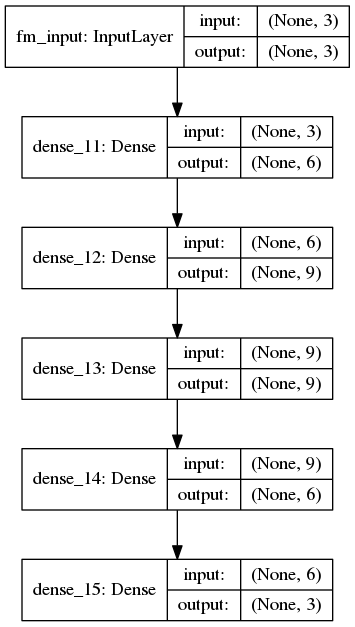 fm_input: InputLayer
input: (None, 3)
output: (None, 3)
dense_11: Dense
input: (None, 3)
output: (None, 6)
dense_12: Dense
input: (None, 6)
output: (None, 9)
dense_13: Dense
input: (None, 9)
output: (None, 9)
dense_14: Dense
input: (None, 9)
output: (None, 6)
dense_15: Dense
input: (None, 6)
output: (None, 3)